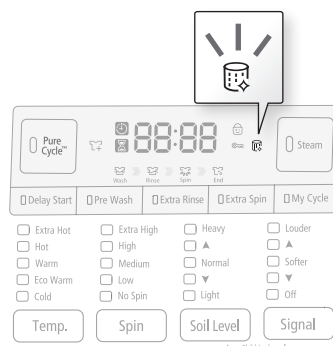 Pure Cycle™
88:88
Steam
Wash Rinse Spin End
Delay Start Pre Wash Extra Rinse Extra Spin My Cycle
Extra Hot Extra High Heavy Louder
Hot High ▲ ▲
Warm Medium Normal Softer
Eco Warm Low ▼ ▼
Cold No Spin Light Off
Temp. Spin Soil Level Signal